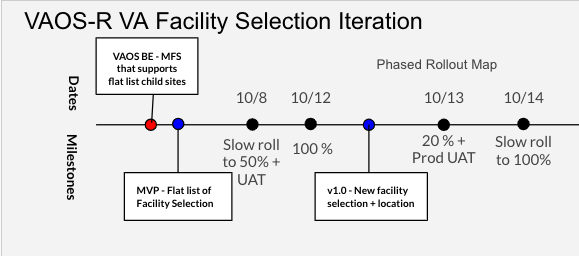 VAOS-R VA Facility Selection Iteration
VAOS BE - MFS
that supports
flat list child sites
Phased Rollout Map
Dates
10/8
10/12
10/13
10/14
Milestones
Slow roll
to 50% +
UAT
100 %
20 % +
Prod UAT
Slow roll
to 100%
MVP - Flat list of
Facility Selection
v1.0 - New facility
selection + location